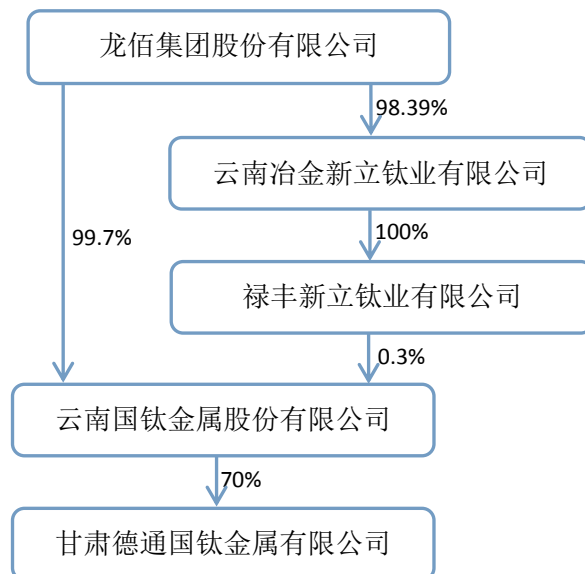 龙佰集团股份有限公司
98.39%
云南冶金新立钛业有限公司
99.7%
100%
禄丰新立钛业有限公司
0.3%
云南国钛金属股份有限公司
70%
甘肃德通国钛金属有限公司